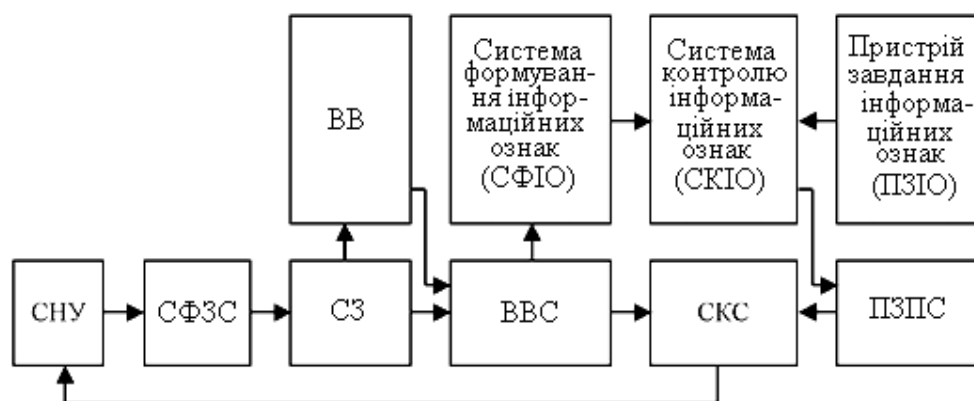 ВВ
Система
формуван-
ня інфор-
маційних
ознак
(СФІО)
Система
контролю
інформа-
ційних
ознак
(СКІО)
Пристрій
завдання
інформа-
ційних
ознак
(ПЗІО)
СНУ
СФЗС
СЗ
ВВС
СКС
ПЗПС